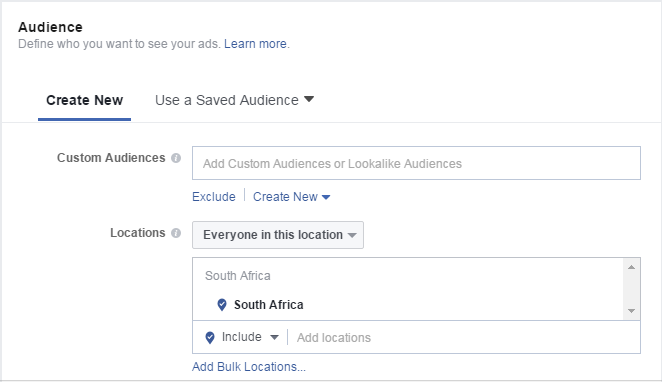 Audience
Define who you want to see your ads. Learn more.
Create New Use a Saved Audience
Custom Audiences Add Custom Audiences or Lookalike Audiences
Exclude Create New
Locations Everyone in this location
South Africa
South Africa
Include Add locations
Add Bulk Locations...